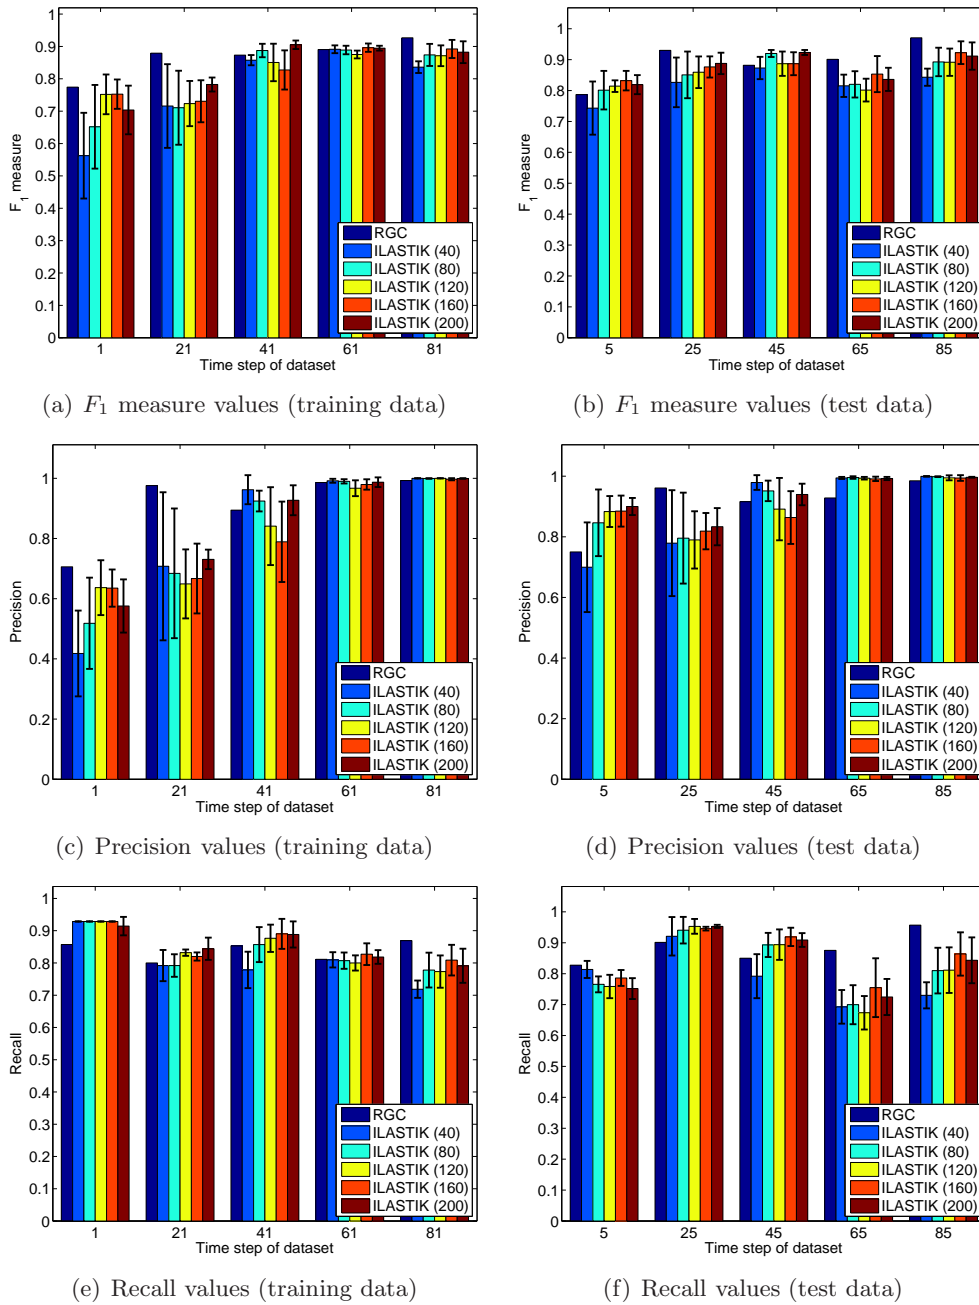 1
0.9
0.8
0.7
0.6
0.5
0.4
0.3
0.2
0.1
0
F1 measure
RGC
ILASTIK (40)
ILASTIK (80)
ILASTIK (120)
ILASTIK (160)
ILASTIK (200)
1 21 41 61 81
Time step of dataset
(a) F1 measure values (training data)
1
0.9
0.8
0.7
0.6
0.5
0.4
0.3
0.2
0.1
0
F1 measure
RGC
ILASTIK (40)
ILASTIK (80)
ILASTIK (120)
ILASTIK (160)
ILASTIK (200)
5 25 45 65 85
Time step of dataset
(b) F1 measure values (test data)
1
0.8
0.6
0.4
0.2
0
Precision
RGC
ILASTIK (40)
ILASTIK (80)
ILASTIK (120)
ILASTIK (160)
ILASTIK (200)
1 21 41 61 81
Time step of dataset
(c) Precision values (training data)
1
0.8
0.6
0.4
0.2
0
Precision
RGC
ILASTIK (40)
ILASTIK (80)
ILASTIK (120)
ILASTIK (160)
ILASTIK (200)
5 25 45 65 85
Time step of dataset
(d) Precision values (test data)
1
0.9
0.8
0.7
0.6
0.5
0.4
0.3
0.2
0.1
0
Recall
RGC
ILASTIK (40)
ILASTIK (80)
ILASTIK (120)
ILASTIK (160)
ILASTIK (200)
1 21 41 61 81
Time step of dataset
(e) Recall values (training data)
1
0.9
0.8
0.7
0.6
0.5
0.4
0.3
0.2
0.1
0
Recall
RGC
ILASTIK (40)
ILASTIK (80)
ILASTIK (120)
ILASTIK (160)
ILASTIK (200)
5 25 45 65 85
Time step of dataset
(f) Recall values (test data)